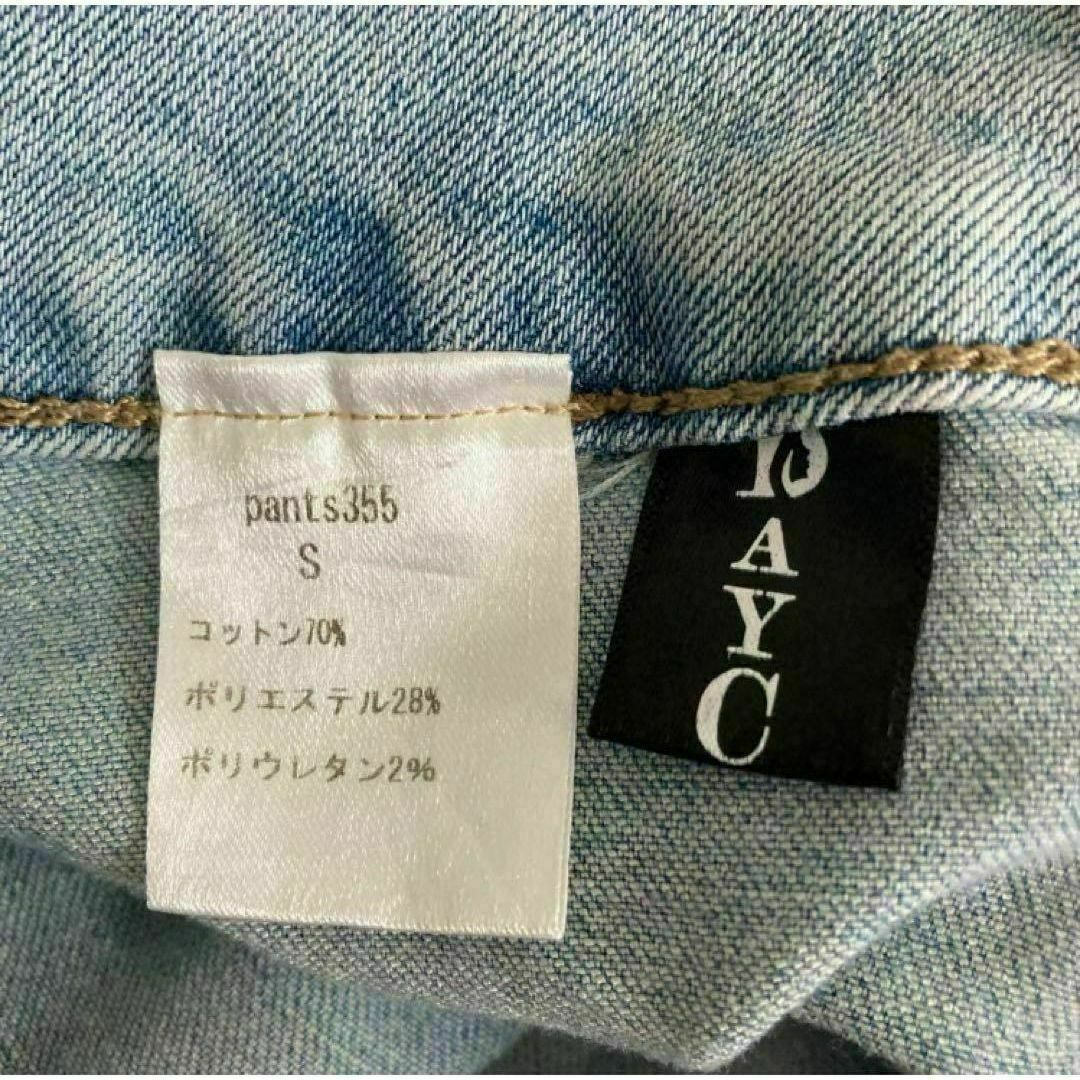 pants355
S
コットン70%
ポリエステル28%
ポリウレタン2%
A
Y
C